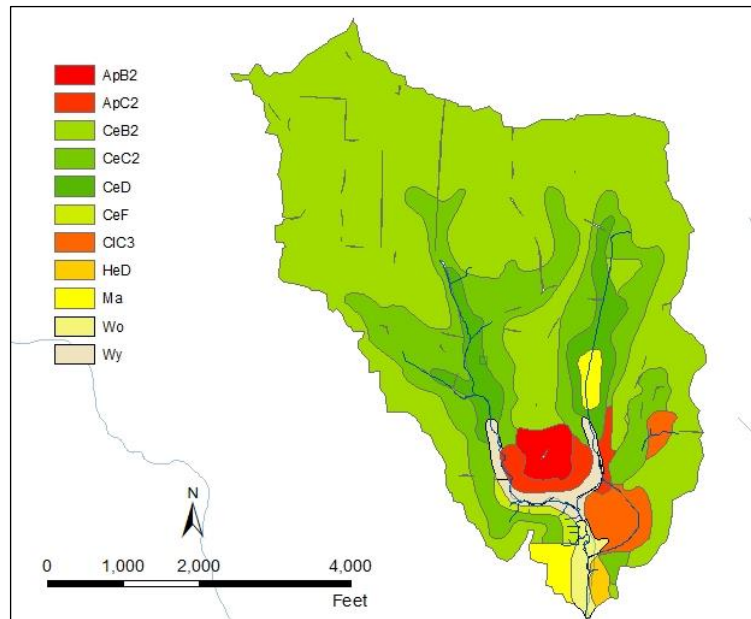 ApB2
ApC2
CeB2
CeC2
CeD
CeF
ClC3
HeD
Ma
Wo
Wy
N
0 1,000 2,000 4,000
Feet